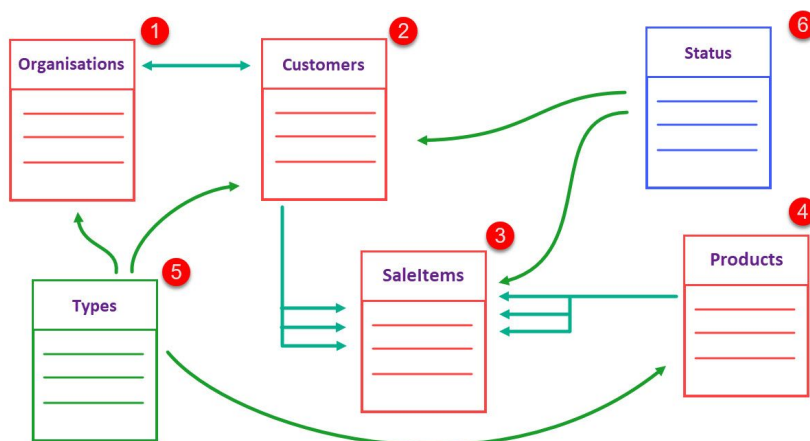 1
Organisations
2
Customers
6
Status
3
SaleItems
4
Products
5
Types